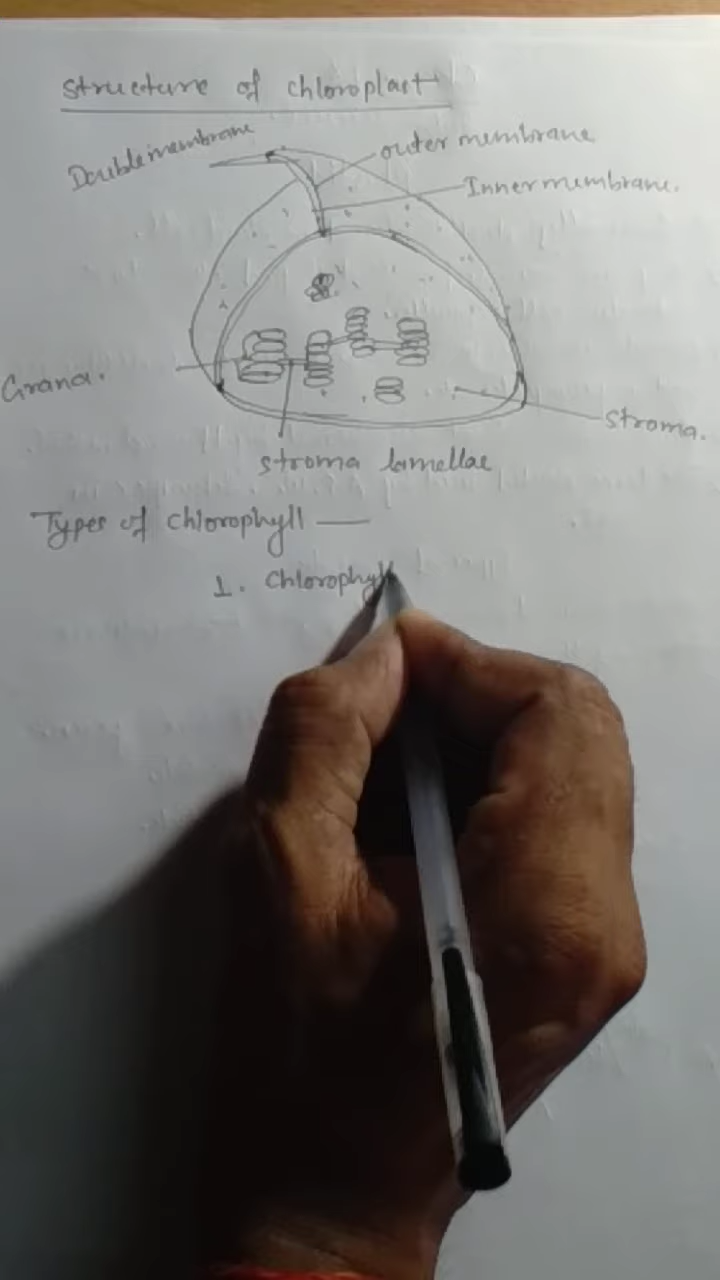 Structure of chloroplast
Double membrane
outer membrane
Inner membrane.
Grana.
Stroma.
stroma lamellae
Types of chlorophyll —
1. Chlorophyll